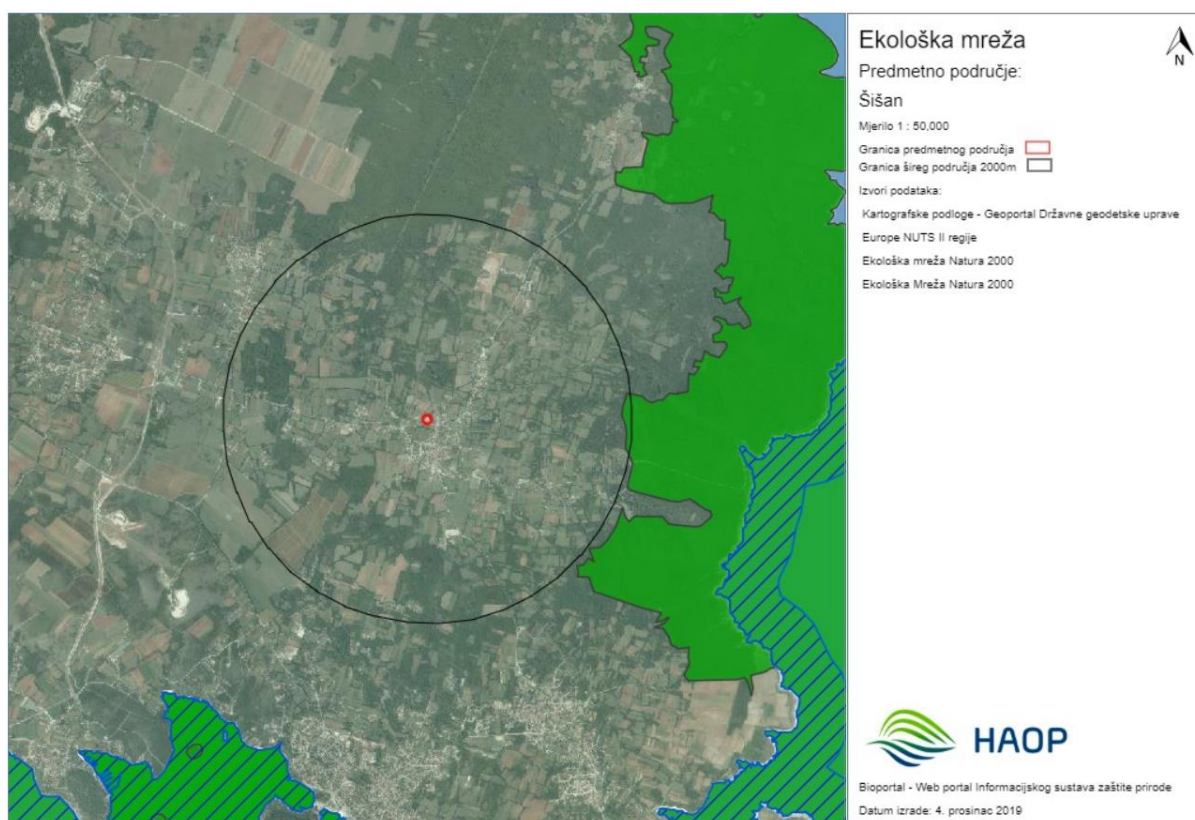 Ekološka mreža
N
Predmetno područje:
Šišan
Mjerilo 1 : 50,000
Granica predmetnog područja
Granica šireg područja 2000m
Izvori podataka:
Kartografske podloge - Geoportal Državne geodetske uprave
Europe NUTS II regije
Ekološka mreža Natura 2000
Ekološka Mreža Natura 2000
HAOP
Bioportal - Web portal Informacijskog sustava zaštite prirode
Datum izrade: 4. prosinac 2019